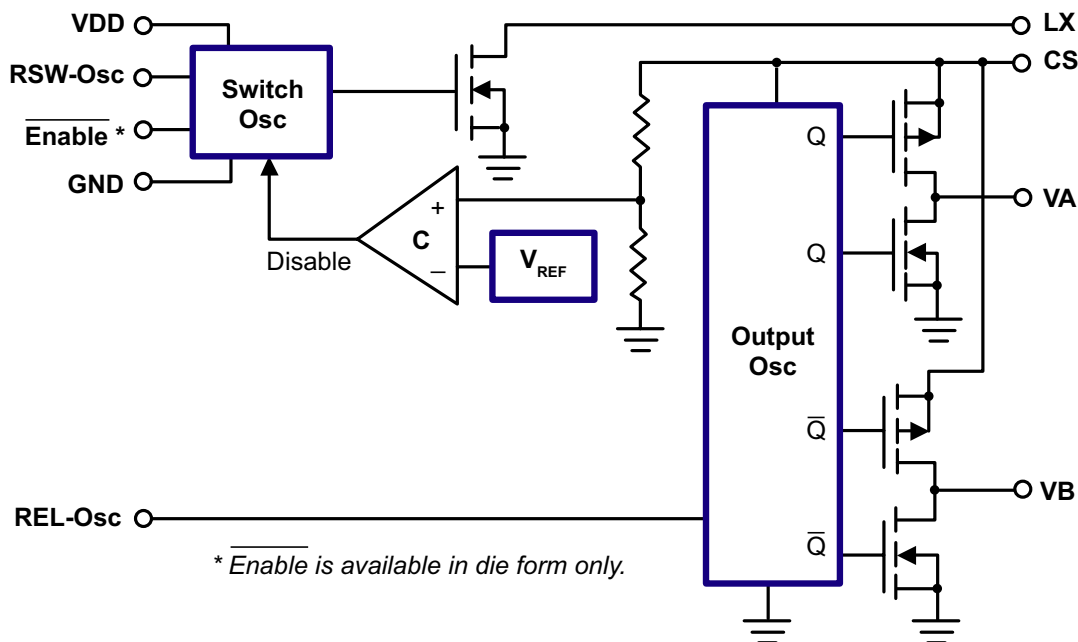 VDD
RSW-Osc
Enable *
GND
Switch
Osc
LX
CS
Q
VA
+
C
Disable
–
VREF
Q
Output
Osc
Q̅
VB
REL-Osc
Q̅
* Enable is available in die form only.